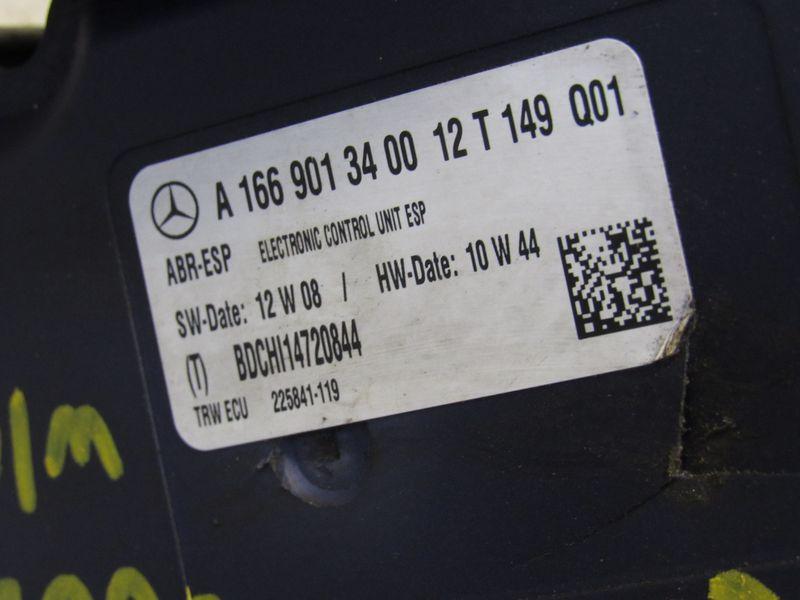 A 166 901 34 00 12 T 149 Q01
ABR-ESP ELECTRONIC CONTROL UNIT ESP
SW-Date: 12 W 08 / HW-Date: 10 W 44
(T) BDCHI14720844
TRW ECU 225841-119